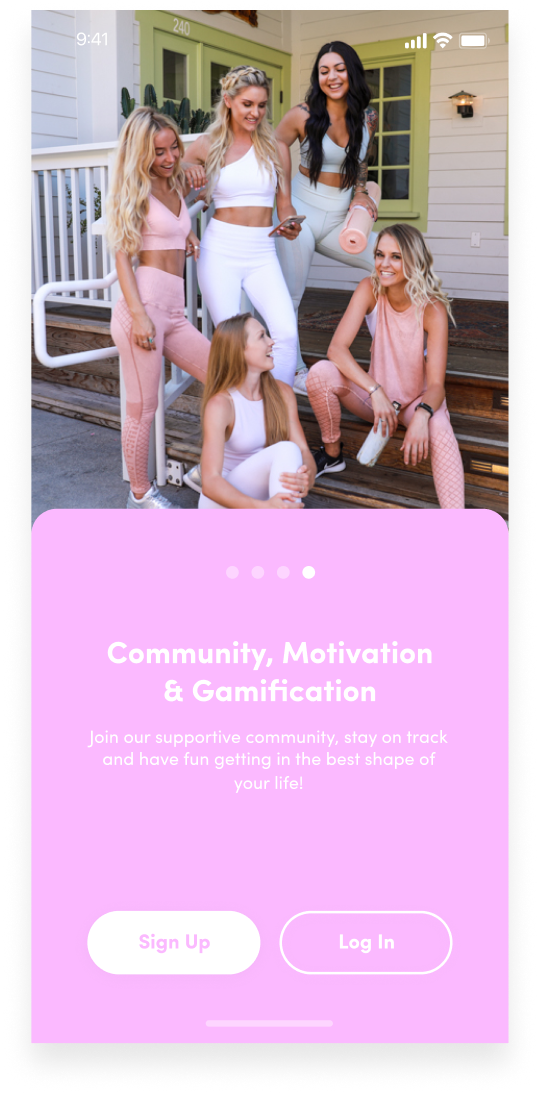 240
9:41
Community, Motivation
& Gamification
Join our supportive community, stay on track
and have fun getting in the best shape of
your life!
Sign Up
Log In